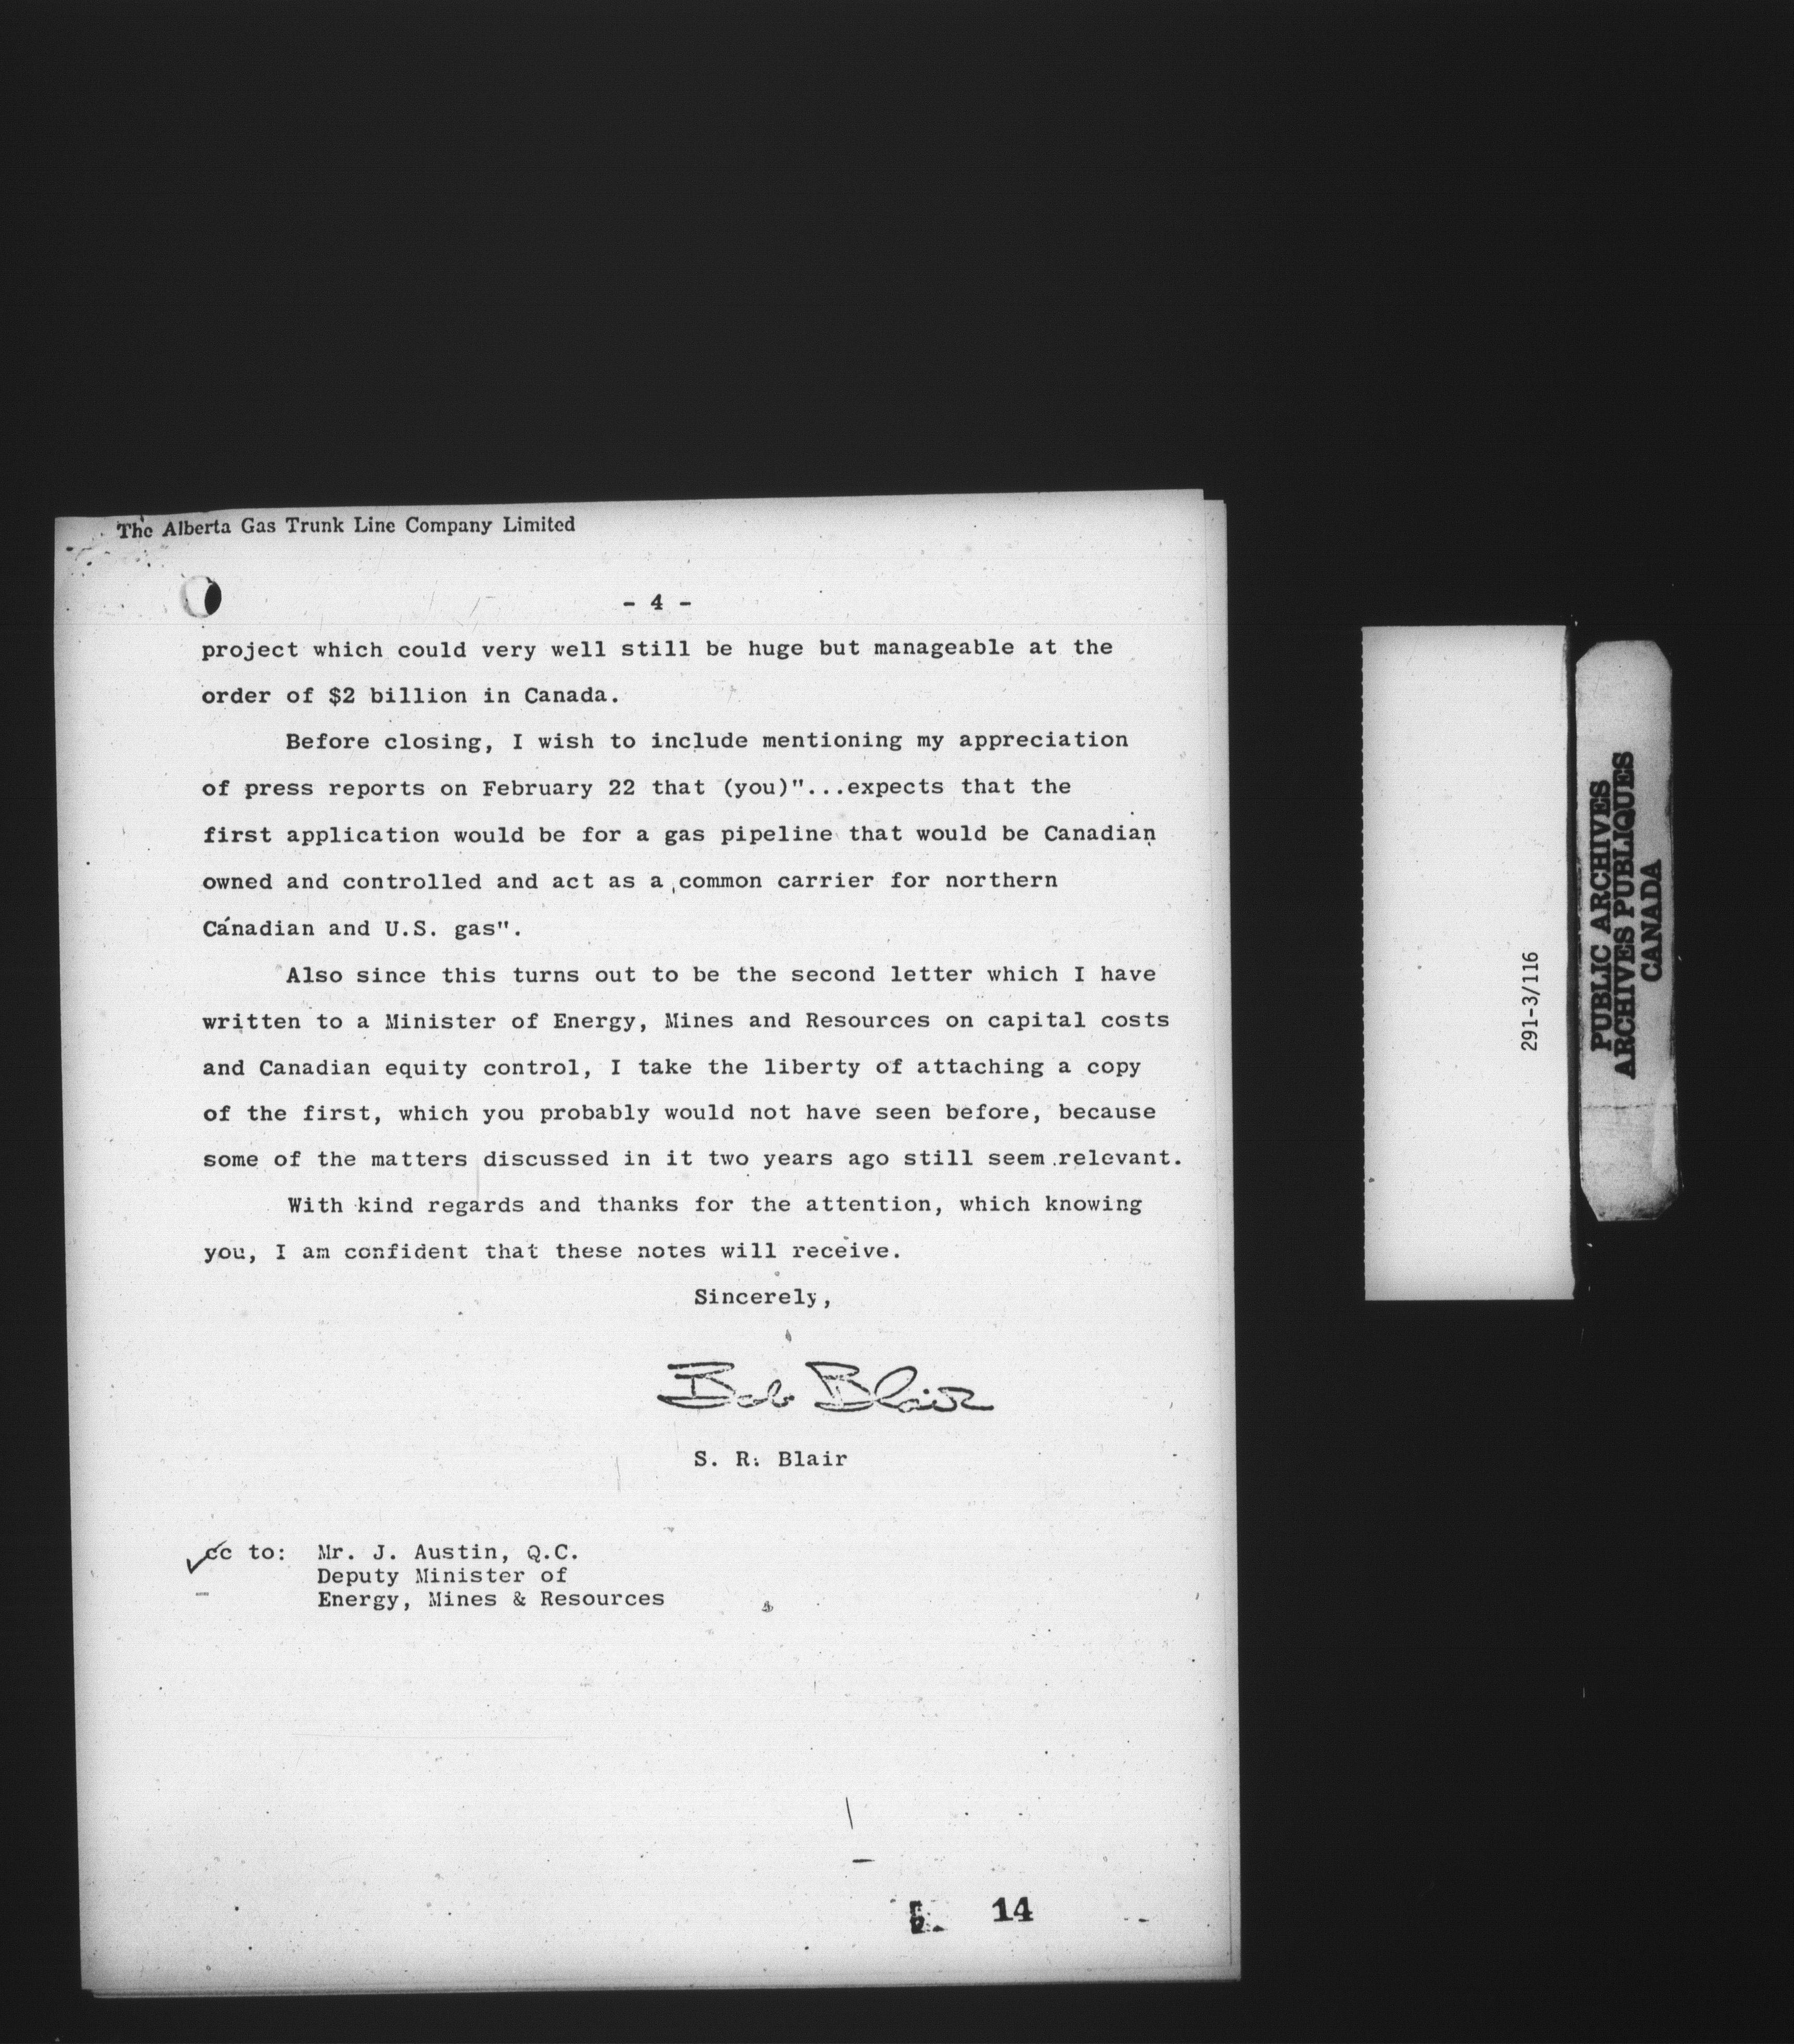 The Alberta Gas Trunk Line Company Limited
- 4 -
project which could very well still be huge but manageable at the
order of $2 billion in Canada.
Before closing, I wish to include mentioning my appreciation
of press reports on February 22 that (you)"...expects that the
first application would be for a gas pipeline that would be Canadian
owned and controlled and act as a common carrier for northern
Canadian and U.S. gas".
Also since this turns out to be the second letter which I have
written to a Minister of Energy, Mines and Resources on capital costs
and Canadian equity control, I take the liberty of attaching a copy
of the first, which you probably would not have seen before, because
some of the matters discussed in it two years ago still seem relevant.
With kind regards and thanks for the attention, which knowing
you, I am confident that these notes will receive.
Sincerely,
Bob Blair
S. R. Blair
cc to: Mr. J. Austin, Q.C.
Deputy Minister of
Energy, Mines & Resources
14
291-3/116
PUBLIC ARCHIVES
ARCHIVES PUBLIQUES
CANADA